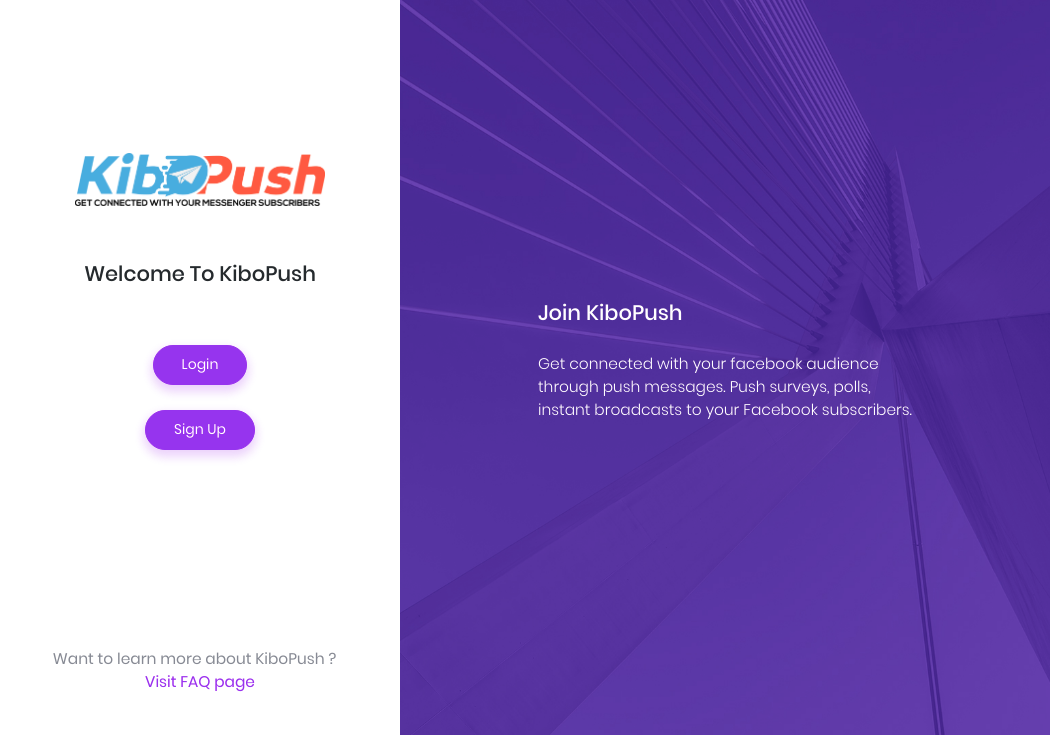 KiboPush
GET CONNECTED WITH YOUR MESSENGER SUBSCRIBERS
Welcome To KiboPush
Login
Sign Up
Want to learn more about KiboPush ?
Visit FAQ page
Join KiboPush
Get connected with your facebook audience
through push messages. Push surveys, polls,
instant broadcasts to your Facebook subscribers.